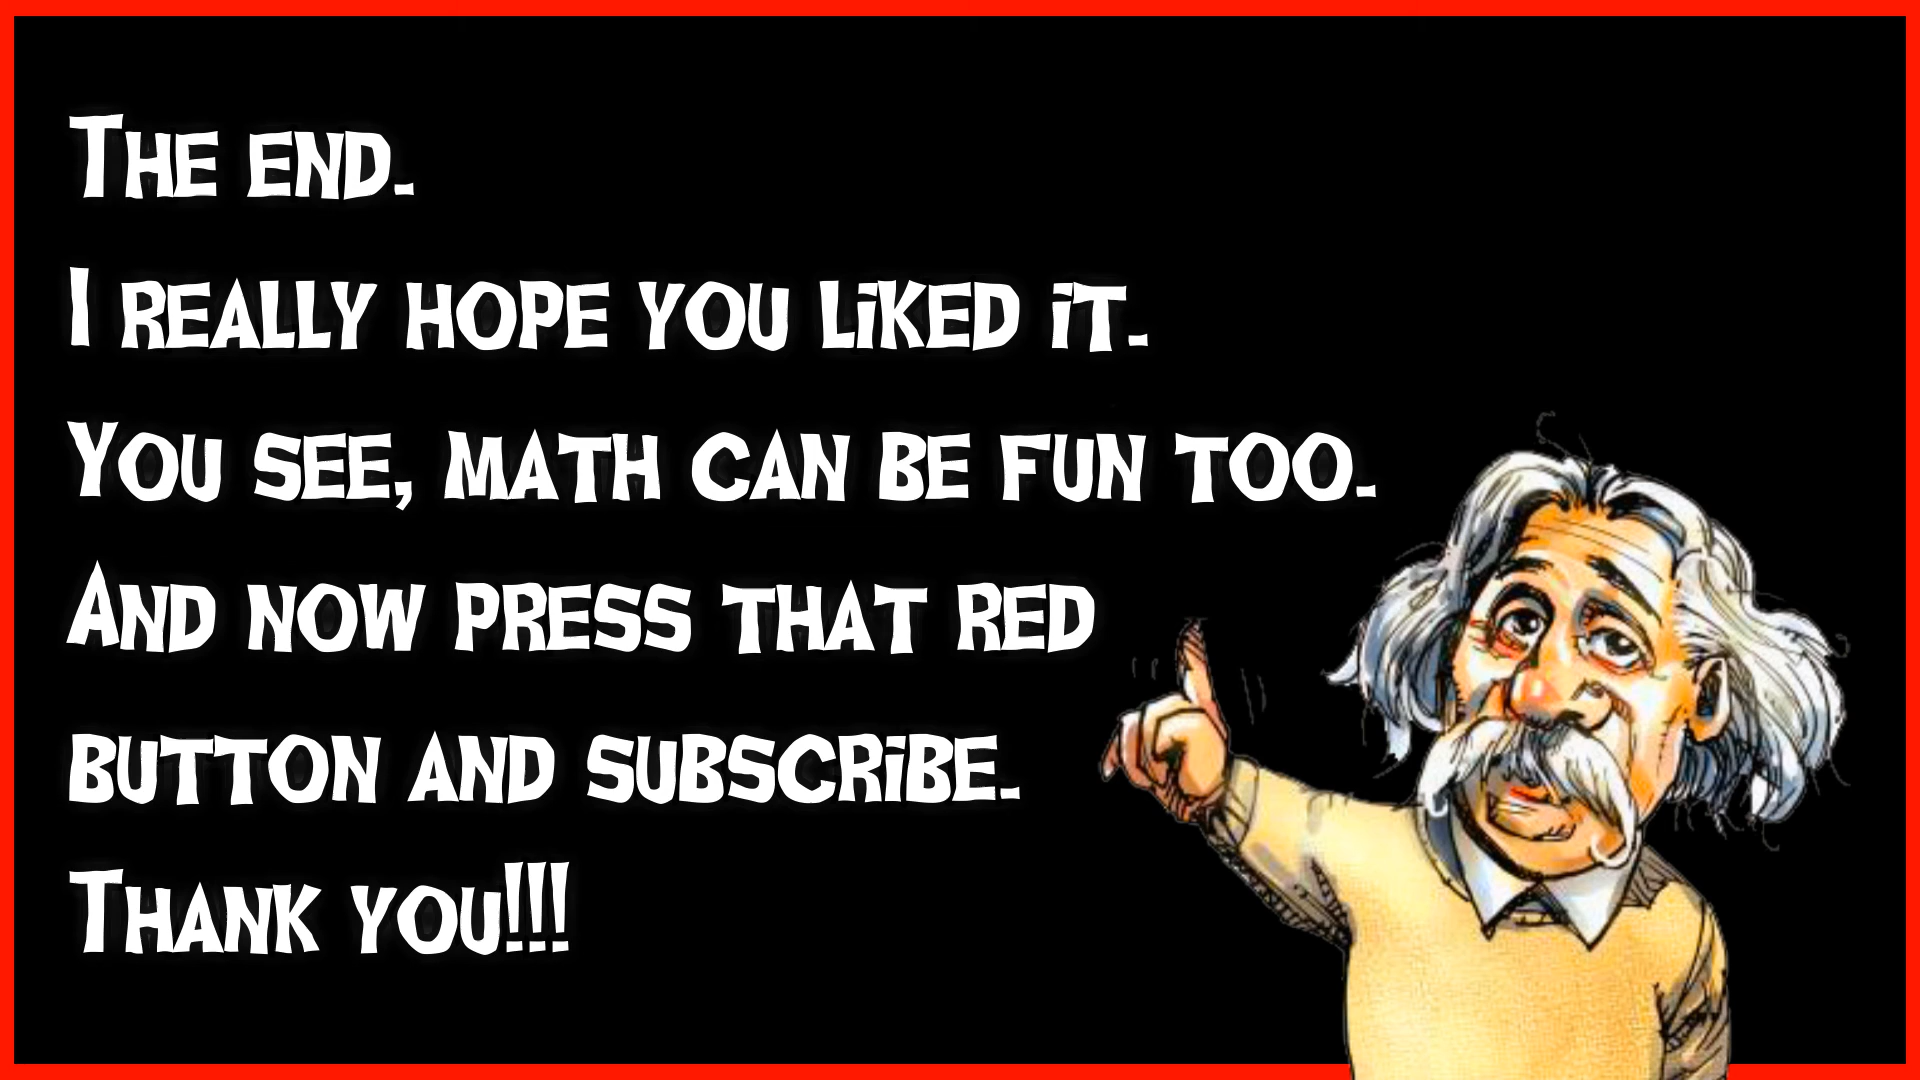 The end.
I really hope you liked it.
You see, math can be fun too.
And now press that red
button and subscribe.
Thank you!!!